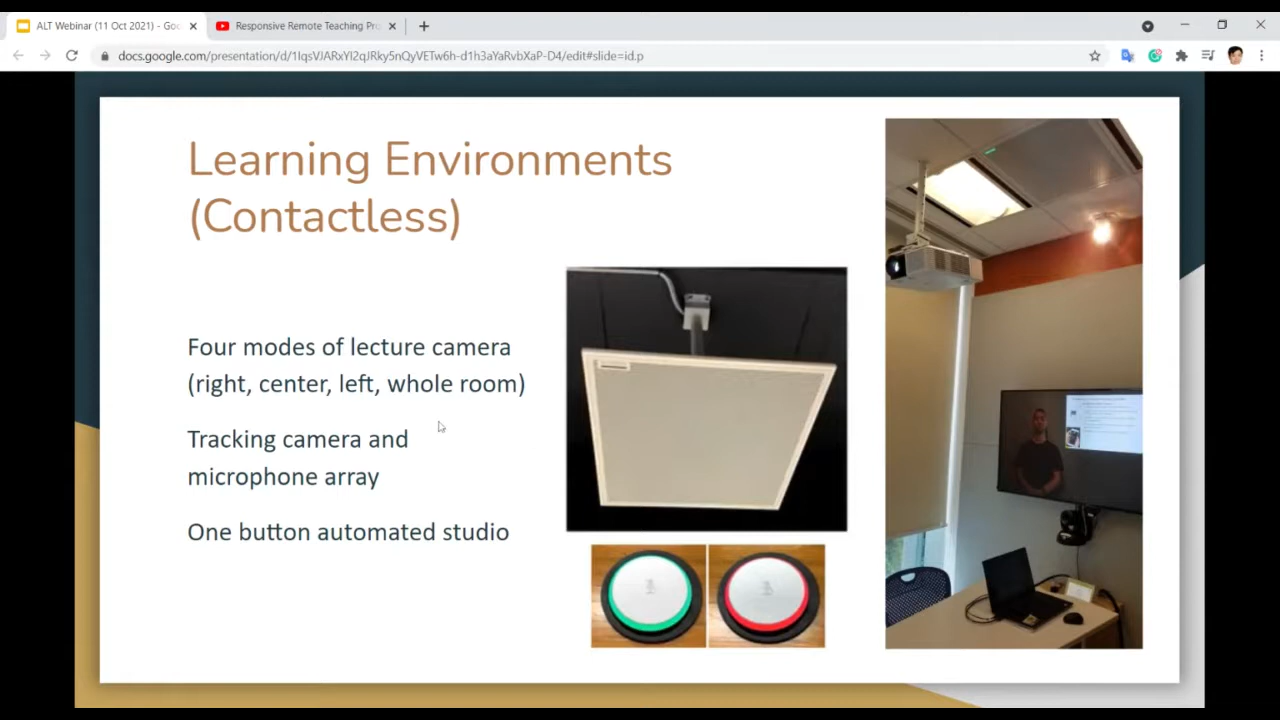 ALT Webinar (11 Oct 2021) - Goo
Responsive Remote Teaching Pr
docs.google.com/presentation/d/1IqsVJARxYl2qJRky5nQyVETw6h-d1h3aYaRvbXaP-D4/edit#slide=id.p
Learning Environments
(Contactless)
Four modes of lecture camera
(right, center, left, whole room)
Tracking camera and
microphone array
One button automated studio